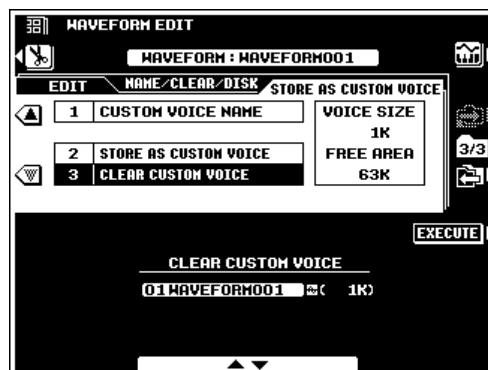 WAVEFORM EDIT
WAVEFORM : WAVEFORM001
EDIT NAME/CLEAR/DISK STORE AS CUSTOM VOICE
1 CUSTOM VOICE NAME
VOICE SIZE
1K
2 STORE AS CUSTOM VOICE
FREE AREA
3/3
3 CLEAR CUSTOM VOICE
63K
EXECUTE
CLEAR CUSTOM VOICE
01 WAVEFORM001 ( 1K)